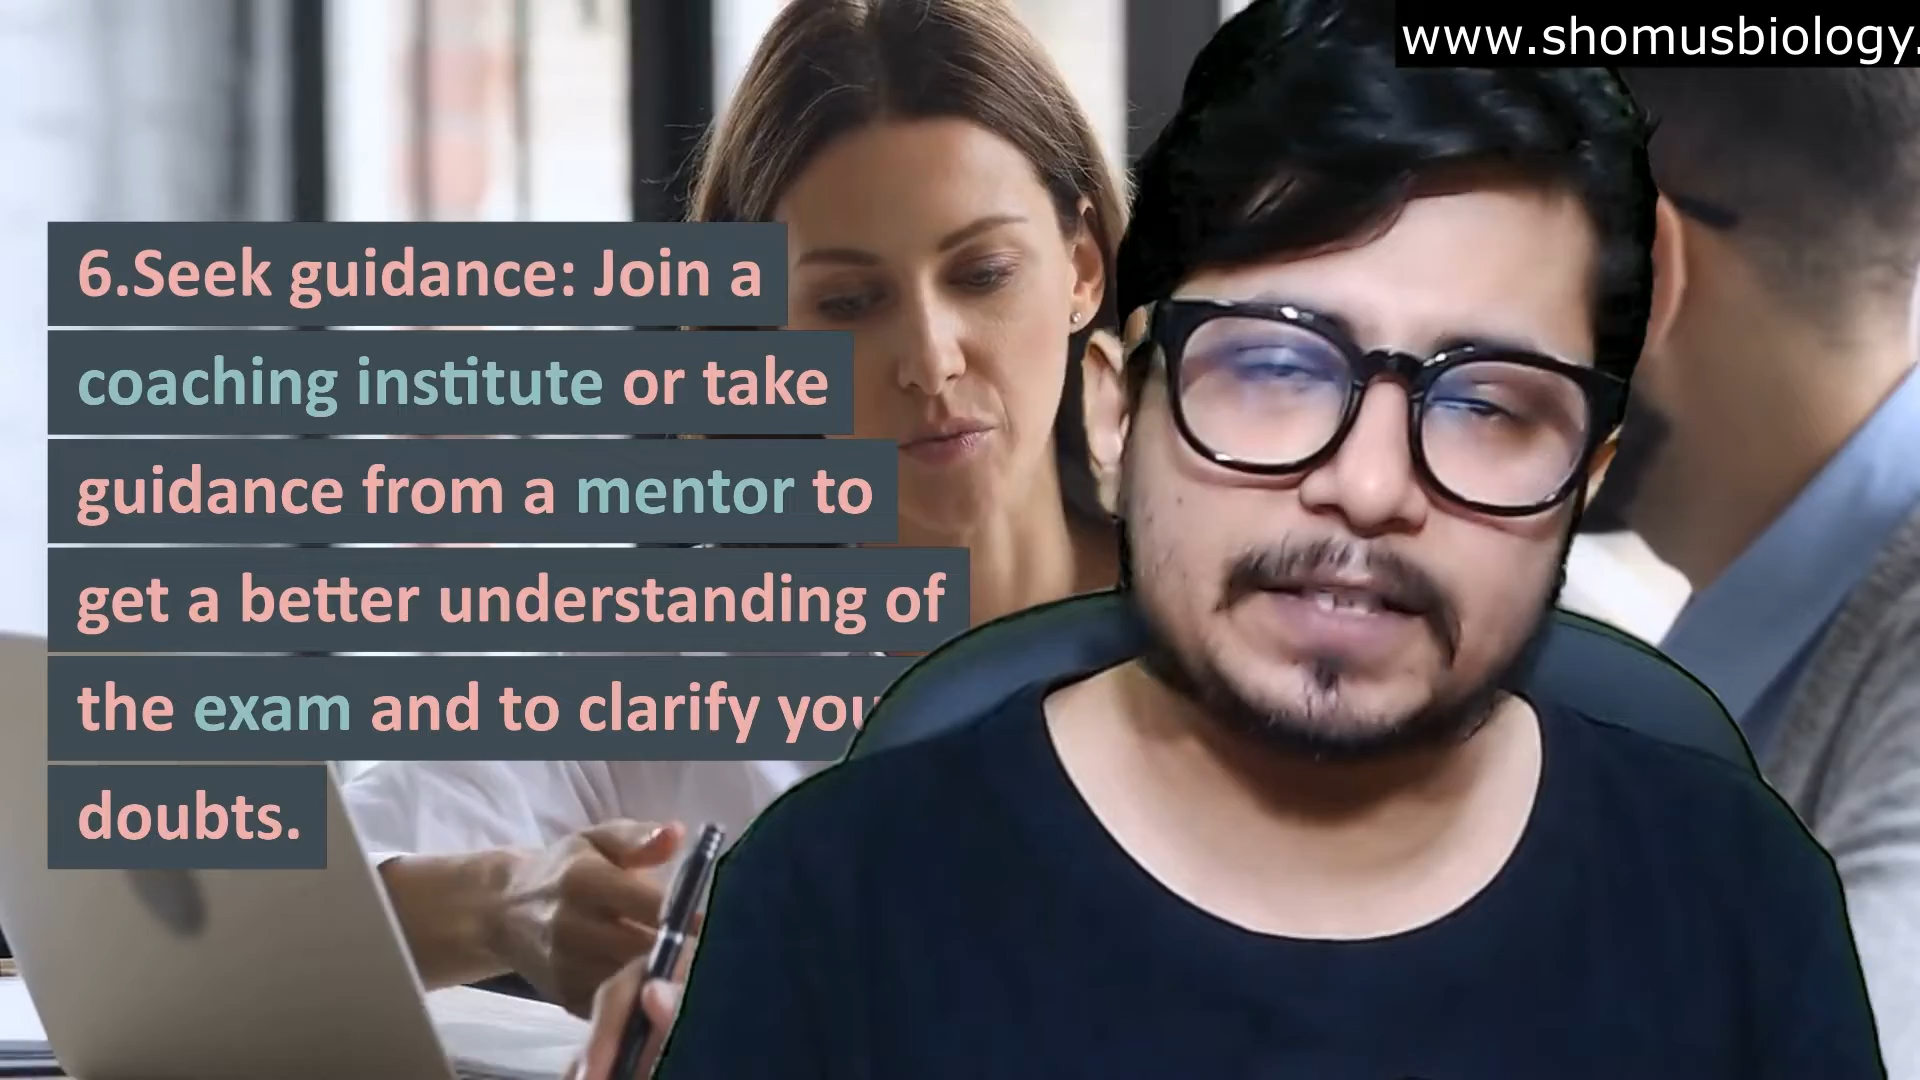 www.shomusbiology.
6.Seek guidance: Join a
coaching institute or take
guidance from a mentor to
get a better understanding of
the exam and to clarify you
doubts.